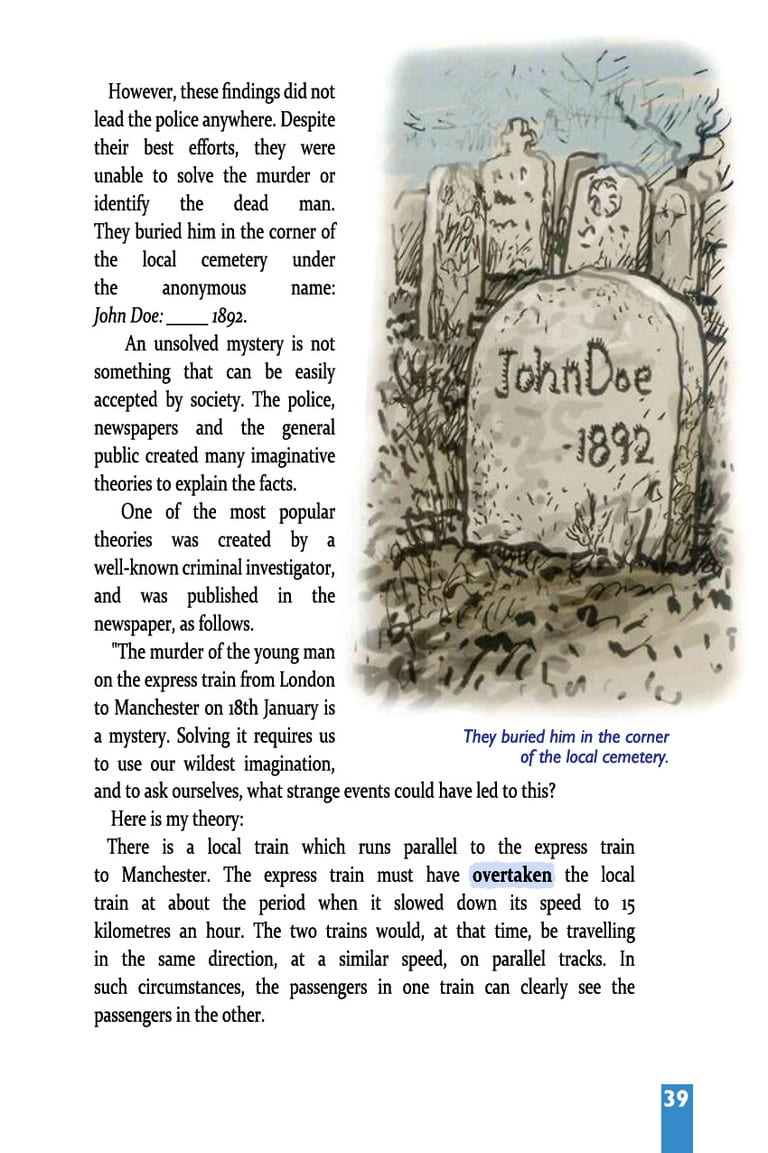 However, these findings did not
lead the police anywhere. Despite
their best efforts, they were
unable to solve the murder or
identify the dead man.
They buried him in the corner of
the local cemetery under
the anonymous name:
John Doe: ____ 1892.
An unsolved mystery is not
something that can be easily
accepted by society. The police,
newspapers and the general
public created many imaginative
theories to explain the facts.
One of the most popular
theories was created by a
well-known criminal investigator,
and was published in the
newspaper, as follows.
"The murder of the young man
on the express train from London
to Manchester on 18th January is
a mystery. Solving it requires us
to use our wildest imagination,
and to ask ourselves, what strange events could have led to this?
John Doe
-1892
They buried him in the corner
of the local cemetery.
Here is my theory:
There is a local train which runs parallel to the express train
to Manchester. The express train must have overtaken the local
train at about the period when it slowed down its speed to 15
kilometres an hour. The two trains would, at that time, be travelling
in the same direction, at a similar speed, on parallel tracks. In
such circumstances, the passengers in one train can clearly see the
passengers in the other.
39